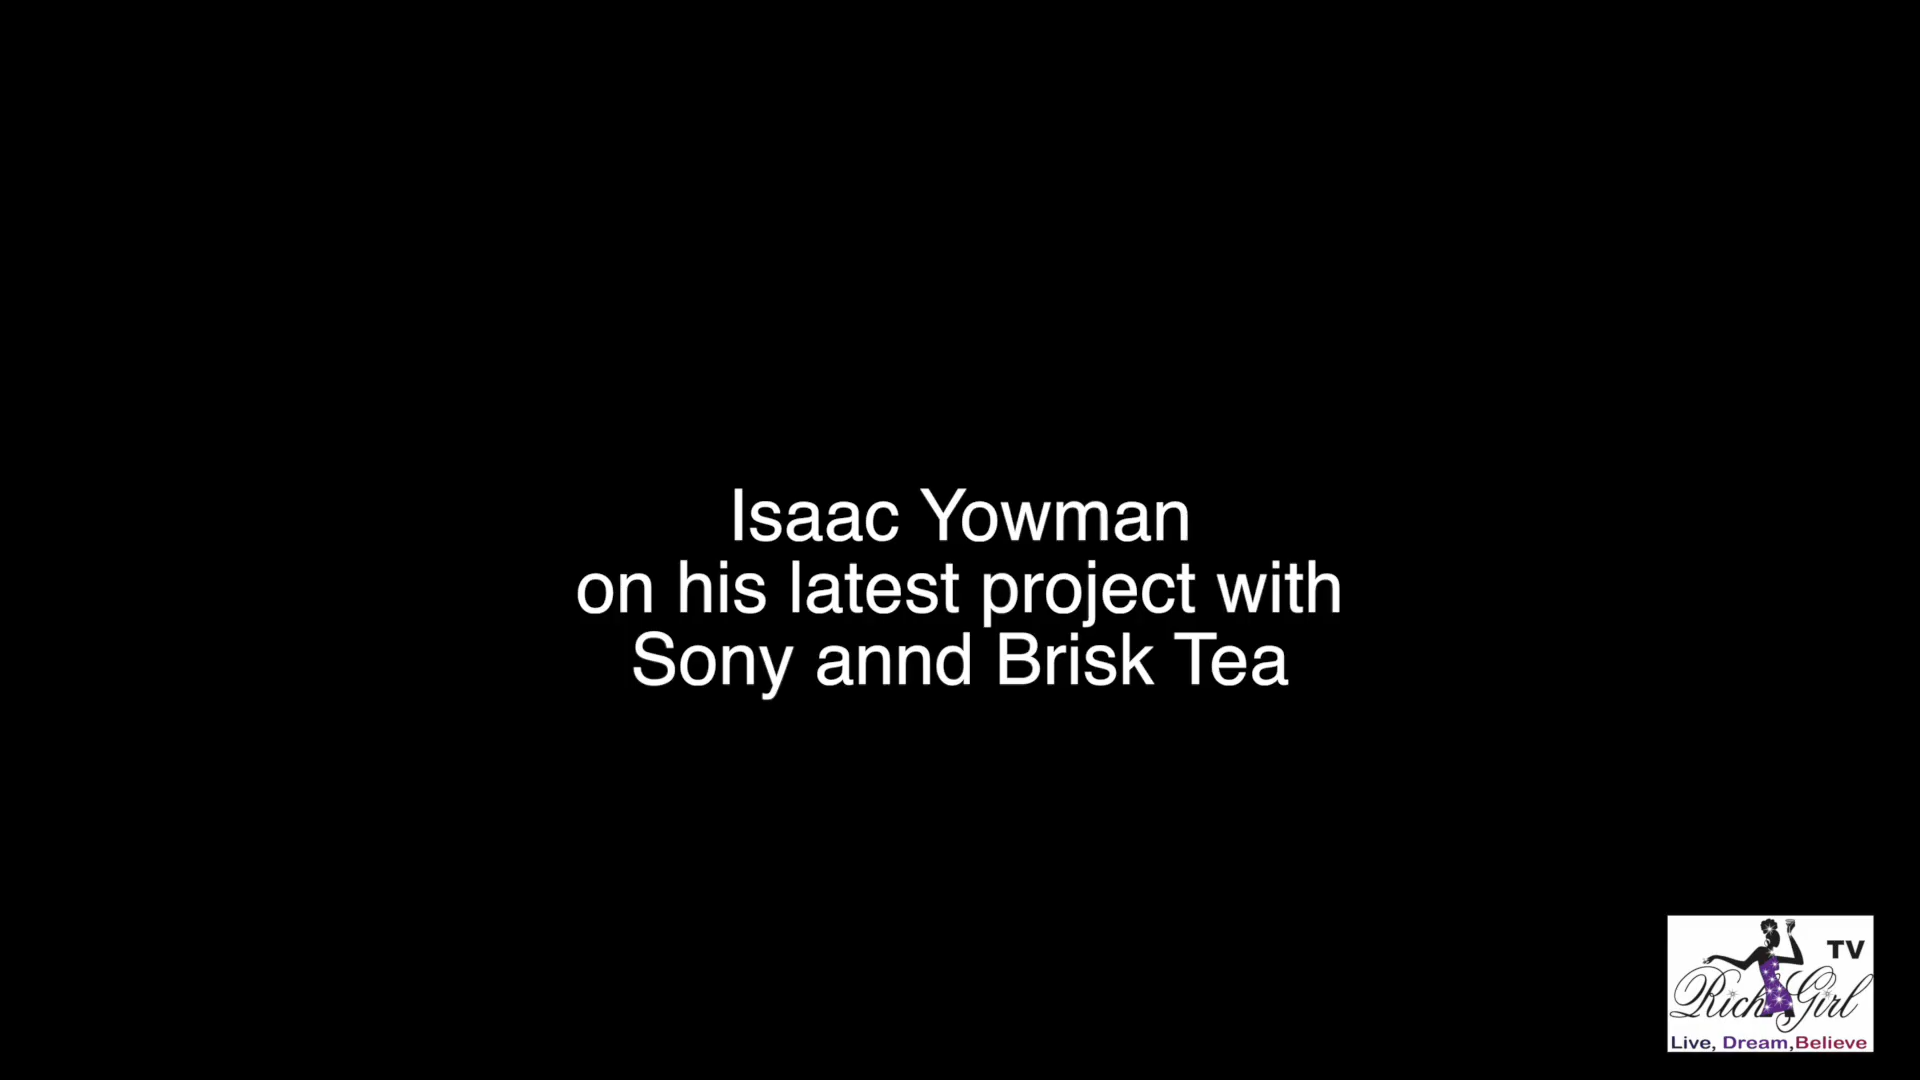 Isaac Yowman
on his latest project with
Sony annd Brisk Tea
TV
Rich Girl
Live, Dream,Believe